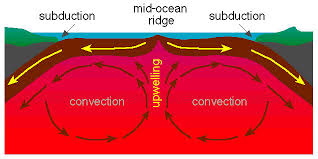 subduction
mid-ocean
ridge
subduction
convection
upwelling
convection